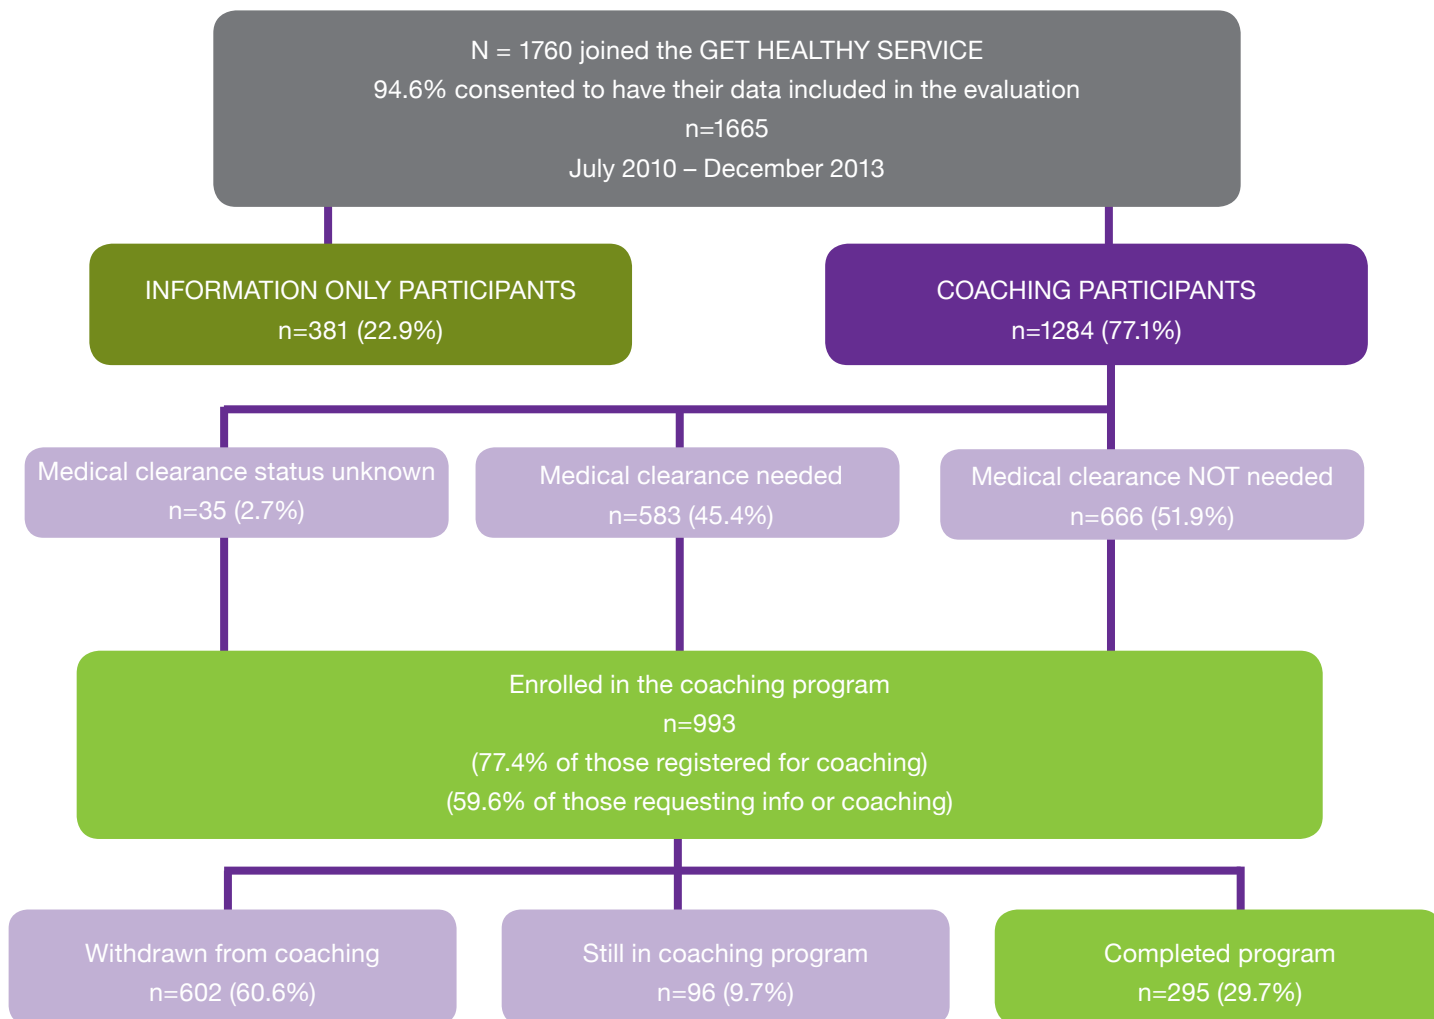 N = 1760 joined the GET HEALTHY SERVICE
94.6% consented to have their data included in the evaluation
n=1665
July 2010 – December 2013
INFORMATION ONLY PARTICIPANTS
n=381 (22.9%)
COACHING PARTICIPANTS
n=1284 (77.1%)
Medical clearance status unknown
n=35 (2.7%)
Medical clearance needed
n=583 (45.4%)
Medical clearance NOT needed
n=666 (51.9%)
Enrolled in the coaching program
n=993
(77.4% of those registered for coaching)
(59.6% of those requesting info or coaching)
Withdrawn from coaching
n=602 (60.6%)
Still in coaching program
n=96 (9.7%)
Completed program
n=295 (29.7%)